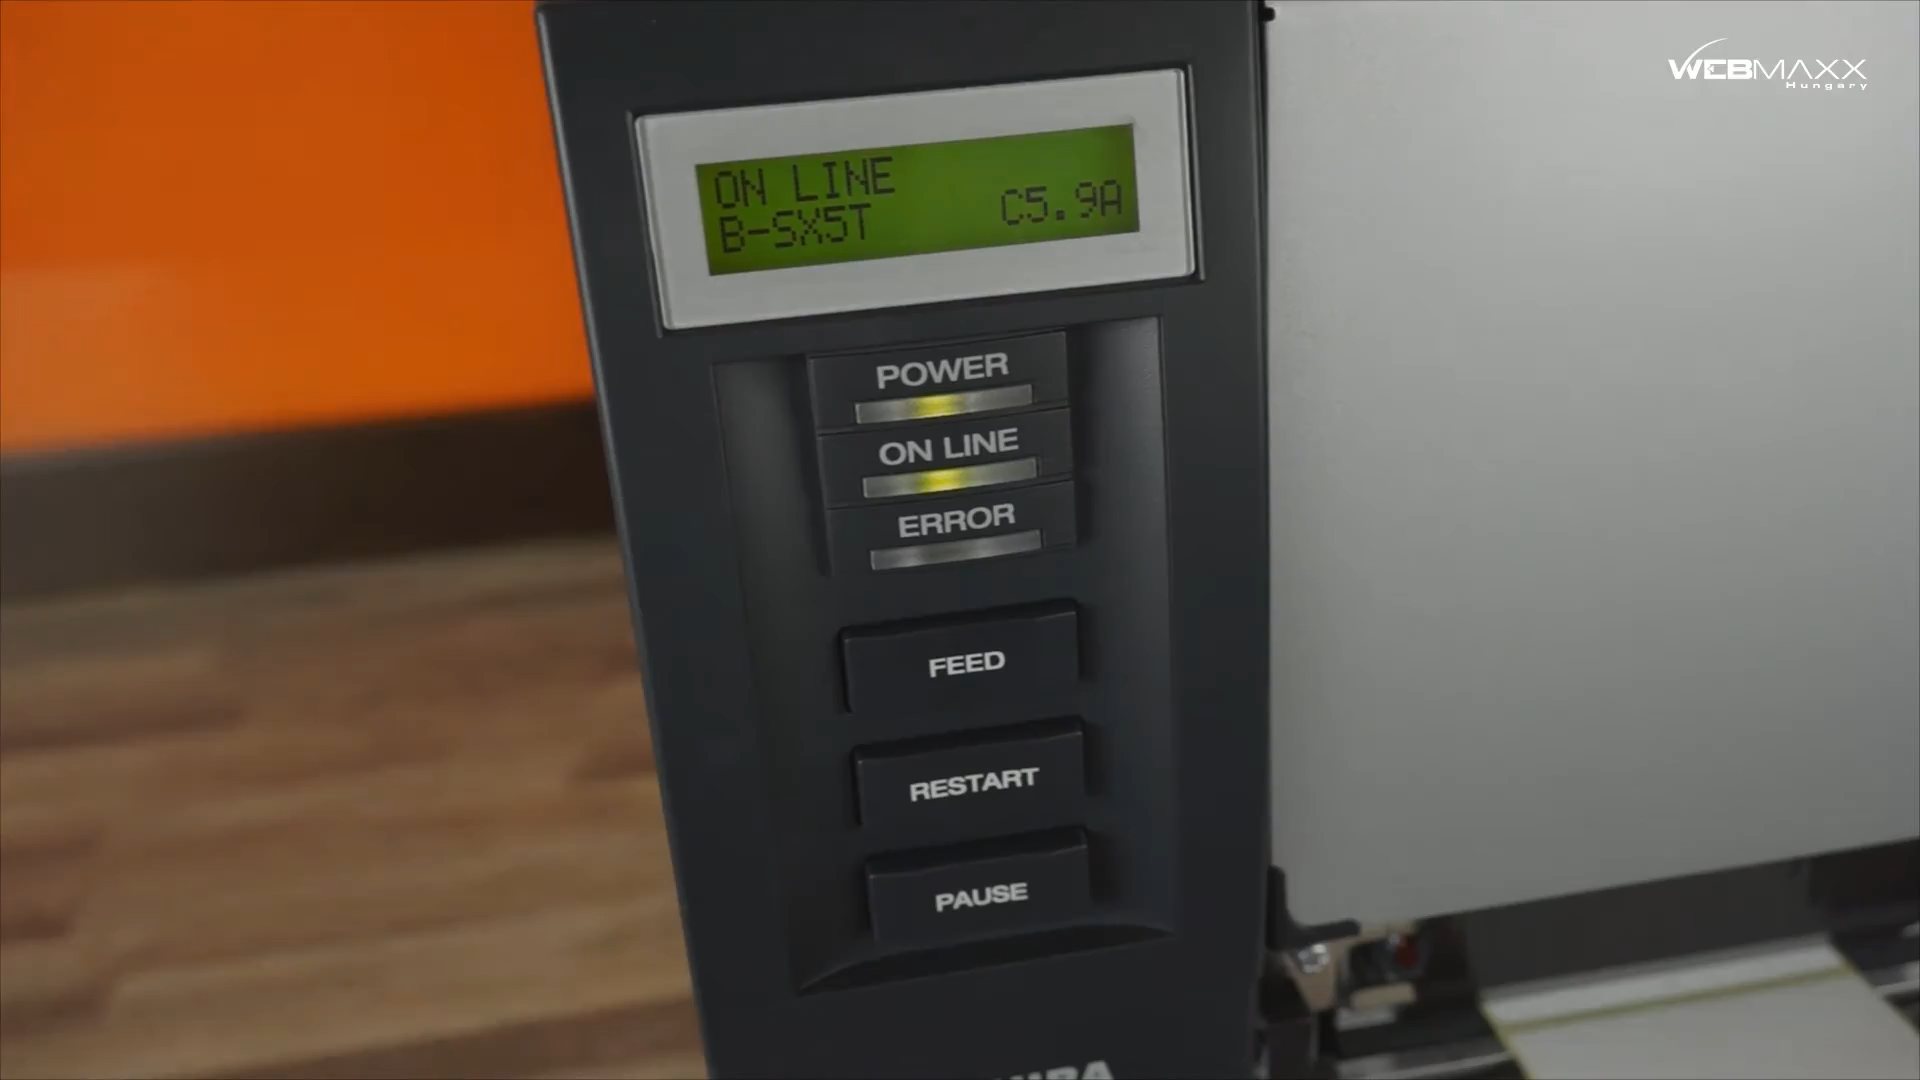 WEBMAXX
Hungary
ON LINE
B-SX5T C5.9A
POWER
ON LINE
ERROR
FEED
RESTART
PAUSE